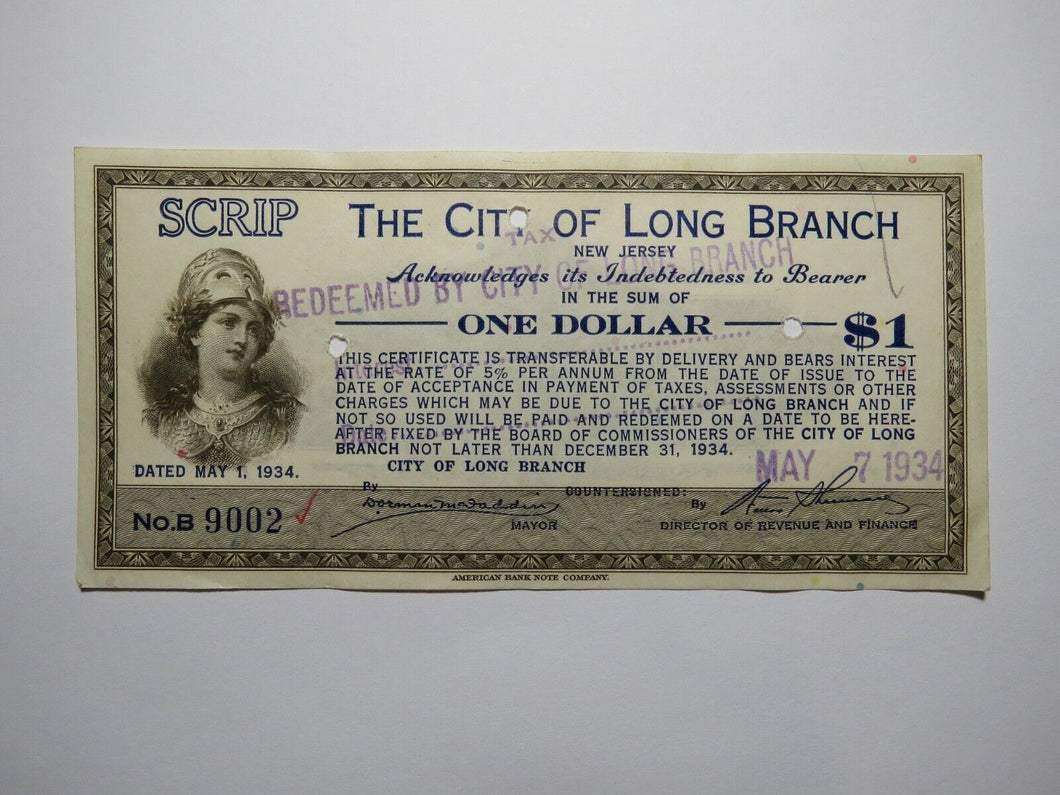 SCRIP
THE CITY OF LONG BRANCH
TAX
NEW JERSEY
REDEEMED BY CITY OF LONG BRANCH
Acknowledges its Indebtedness to Bearer
IN THE SUM OF
ONE DOLLAR $1
THIS CERTIFICATE IS TRANSFERABLE BY DELIVERY AND BEARS INTEREST
AT THE RATE OF 5% PER ANNUM FROM THE DATE OF ISSUE TO THE
DATE OF ACCEPTANCE IN PAYMENT OF TAXES, ASSESSMENTS OR OTHER
CHARGES WHICH MAY BE DUE TO THE CITY OF LONG BRANCH AND IF
NOT SO USED WILL BE PAID AND REDEEMED ON A DATE TO BE HERE-
AFTER FIXED BY THE BOARD OF COMMISSIONERS OF THE CITY OF LONG
BRANCH NOT LATER THAN DECEMBER 31, 1934.
DATED MAY 1, 1934.
CITY OF LONG BRANCH
MAY 7 1934
By Dorman McFaddin
COUNTERSIGNED:
By
No.B 9002
MAYOR
DIRECTOR OF REVENUE AND FINANCE
AMERICAN BANK NOTE COMPANY.